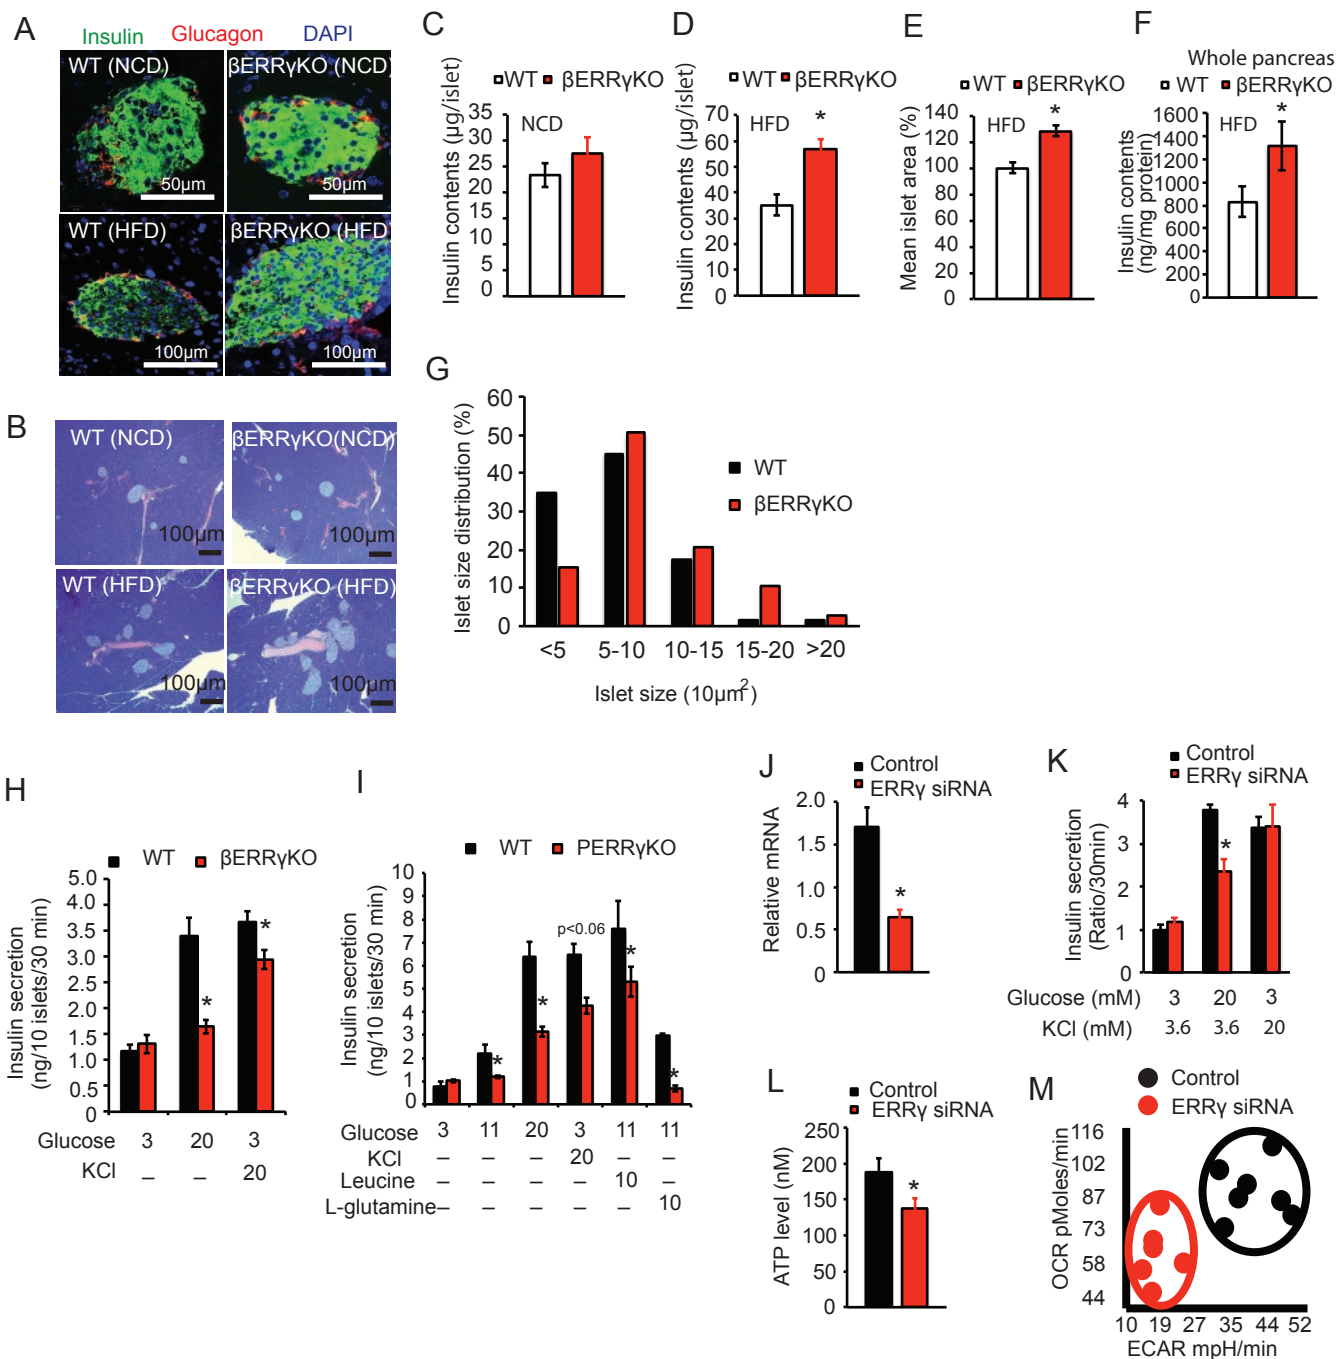 A
Insulin Glucagon DAPI
WT (NCD)
βERRγKO (NCD)
50µm
50µm
WT (HFD)
βERRγKO (HFD)
100µm
100µm
B
WT (NCD)
βERRγKO(NCD)
100µm
100µm
WT (HFD)
βERRγKO (HFD)
100µm
100µm
C
WT βERRγKO
NCD
Insulin contents (µg/islet)
35
30
25
20
15
10
5
0
D
WT βERRγKO
HFD
*
Insulin contents (µg/islet)
70
60
50
40
30
20
10
0
E
WT βERRγKO
HFD
*
Mean islet area (%)
140
120
100
80
60
40
20
0
F
Whole pancreas
WT βERRγKO
HFD
*
Insulin contents
(ng/mg protein)
1600
1400
1200
1000
800
600
400
200
0
G
Islet size distribution (%)
60
50
40
30
20
10
0
WT
βERRγKO
<5 5-10 10-15 15-20 >20
Islet size (10µm²)
H
WT βERRγKO
Insulin secretion
(ng/10 islets/30 min)
5.0
4.0
3.0
2.5
2.0
1.5
1.0
0.5
0
*
*
Glucose 3 20 3
KCl – – 20
I
WT PERRγKO
Insulin secretion
(ng/10 islets/30 min)
10
9
8
7
6
5
4
2
1
0
*
*
p<0.06
*
*
Glucose 3 11 20 3 11 11
KCl – – – 20 – –
Leucine – – – – 10 –
L-glutamine – – – – – 10
J
Control
ERRγ siRNA
Relative mRNA
2.0
1.5
1.0
0.5
0
*
K
Control
ERRγ siRNA
Insulin secretion
(Ratio/30min)
4
3
2
1
0
*
Glucose (mM) 3 20 3
KCl (mM) 3.6 3.6 20
L
Control
ERRγ siRNA
ATP level (nM)
250
200
150
100
50
0
*
M
Control
ERRγ siRNA
OCR pMoles/min
116
102
87
73
58
44
10 19 27 35 44 52
ECAR mpH/min